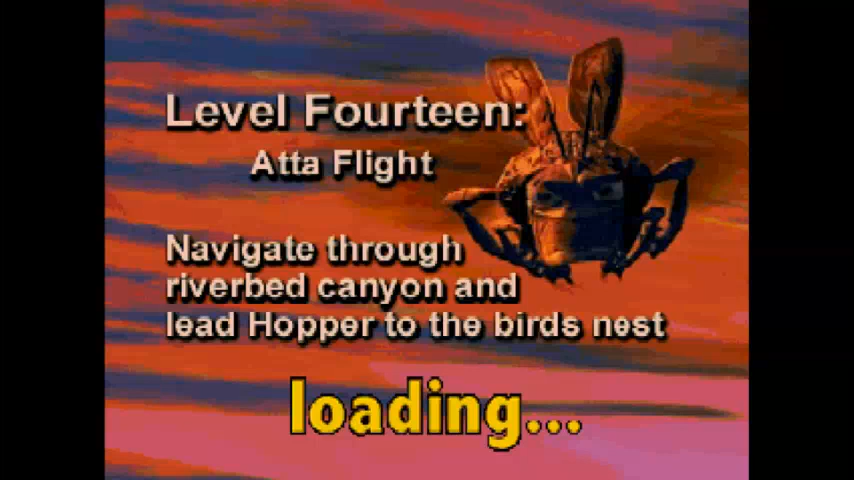 Level Fourteen:
Atta Flight
Navigate through
riverbed canyon and
lead Hopper to the birds nest
loading...